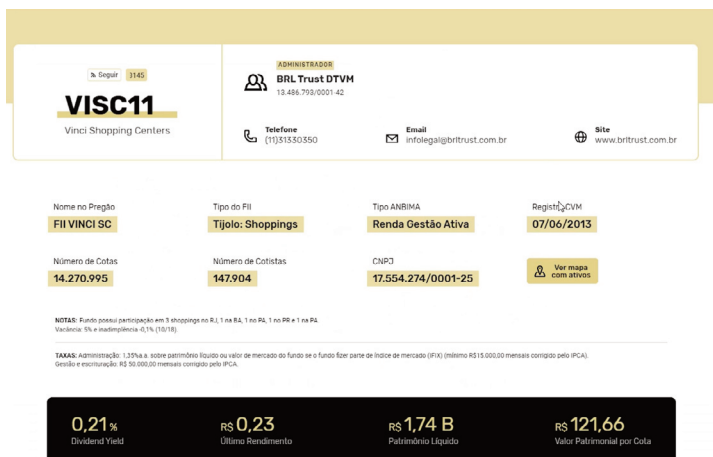 Seguir 3145
VISC11
Vinci Shopping Centers
ADMINISTRADOR
BRL Trust DTVM
13.486.793/0001-42
Telefone
(11)31330350
Email
infolegal@britrust.com.br
Site
www.britrust.com.br
Nome no Pregão
FII VINCI SC
Tipo do FII
Tijolo: Shoppings
Tipo ANBIMA
Renda Gestão Ativa
Registro CVM
07/06/2013
Número de Cotas
14.270.995
Número de Cotistas
147.904
CNPJ
17.554.274/0001-25
Ver mapa
com ativos
NOTAS: Fundo possui participação em 3 shoppings no RJ, 1 na BA, 1 no PA, 1 no PR e 1 na PA.
Vacância: 5% e inadimplência -0,1% (10/18).
TAXAS: Administração: 1,35%a.a. sobre patrimônio líquido ou valor de mercado do fundo se o fundo fizer parte de índice de mercado (IFIX) (mínimo R$15.000,00 mensais corrigido pelo IPCA).
Gestão e escrituração: R$ 50.000,00 mensais corrigido pelo IPCA.
0,21 %
Dividend Yield
R$ 0,23
Último Rendimento
R$ 1,74 B
Patrimônio Líquido
R$ 121,66
Valor Patrimonial por Cota